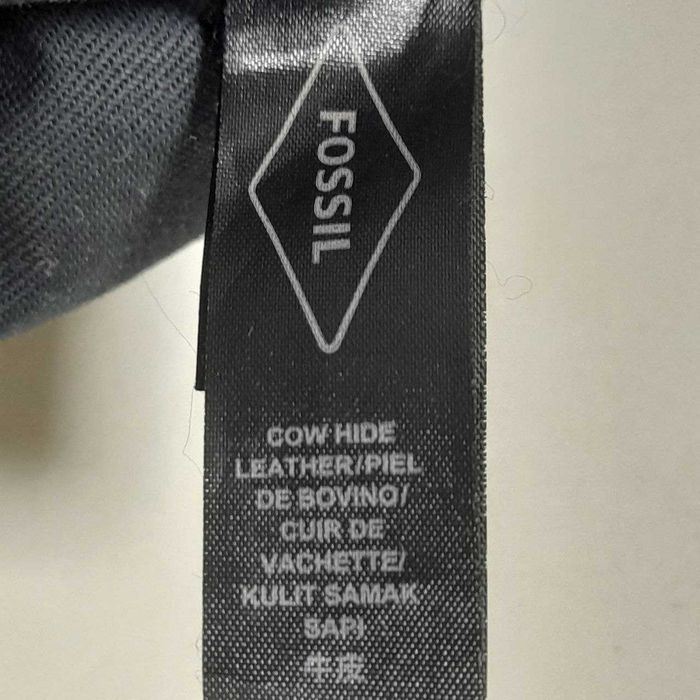 FOSSIL
COW HIDE
LEATHER/PIEL
DE BOVINO/
CUIR DE
VACHETTE/
KULIT SAMAK
SAPI
牛皮